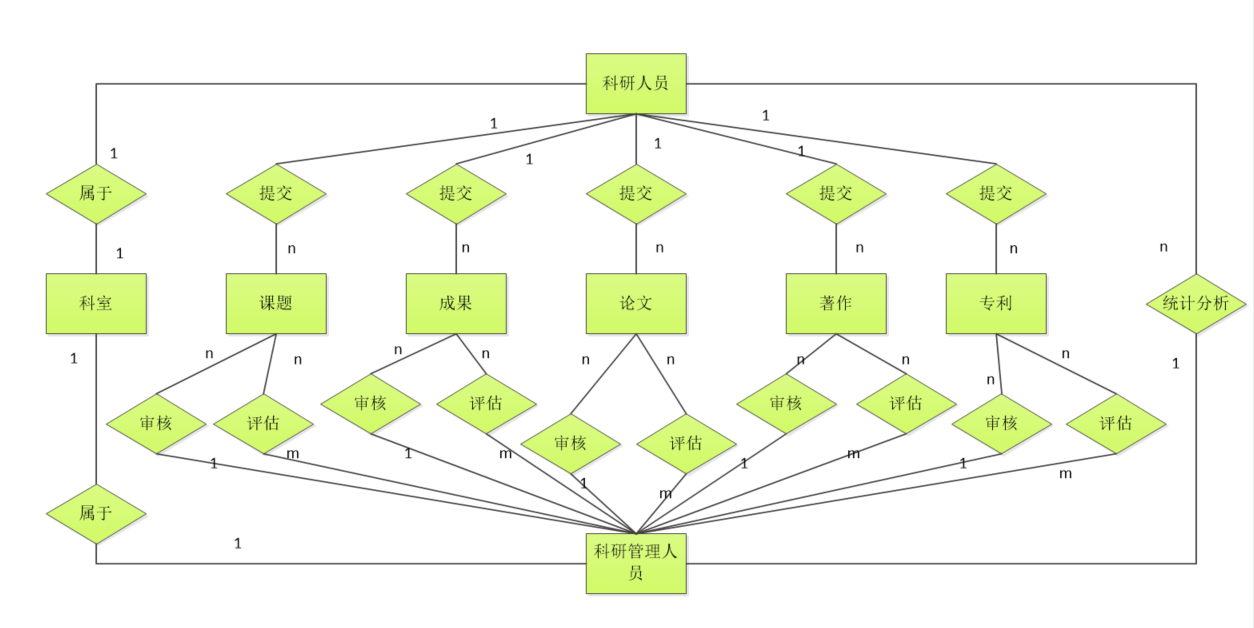 科研人员
1
1
1
1
1
1
属于
提交
提交
提交
提交
提交
1
n
n
n
n
n
n
科室
课题
成果
论文
著作
专利
统计分析
1
n
n
n
n
n
n
n
n
n
n
1
审核
评估
审核
评估
审核
评估
审核
评估
审核
评估
1
m
1
m
1
m
1
m
1
m
属于
1
科研管理人
员